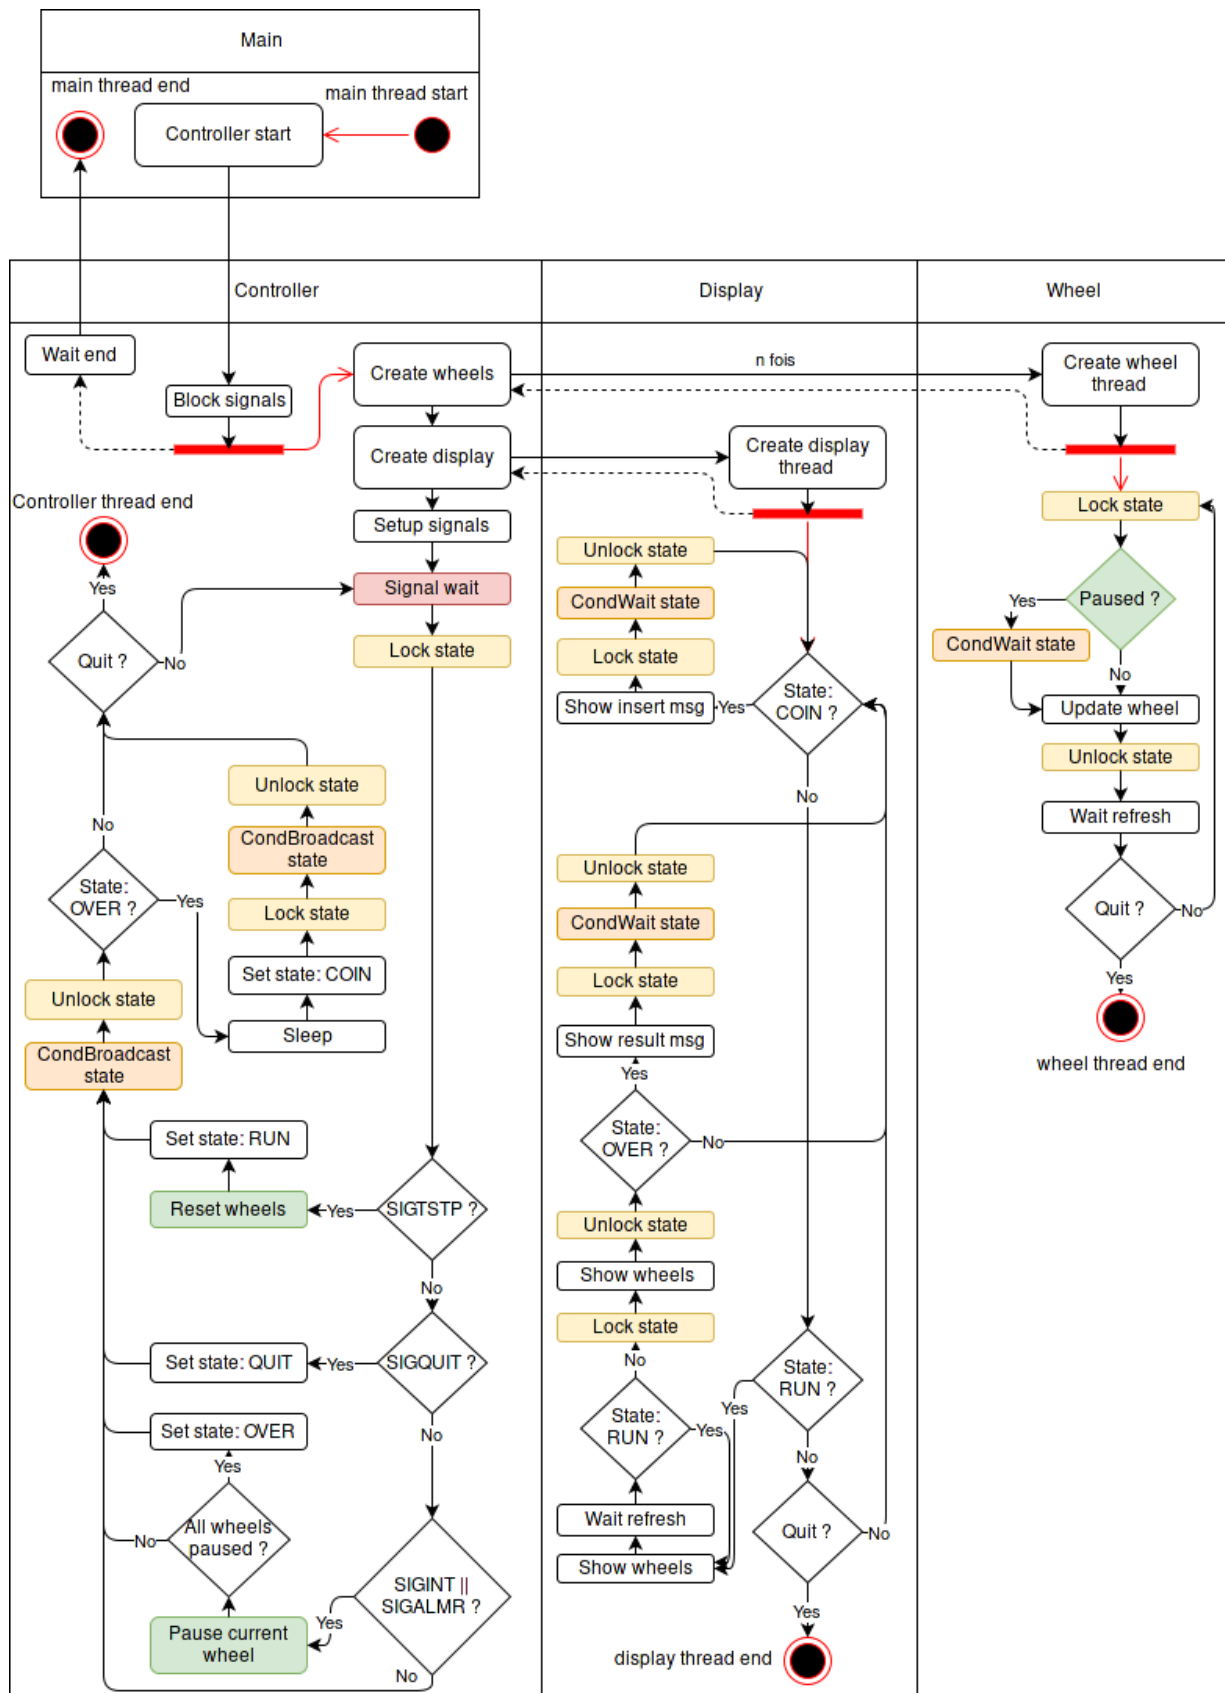 Main
main thread end
main thread start
Controller start
Controller
Display
Wheel
Wait end
Block signals
Create wheels
n fois
Create wheel
thread
Create display
Create display
thread
Controller thread end
Setup signals
Lock state
Unlock state
Yes
Signal wait
CondWait state
Paused ?
Yes
Quit ?
No
Lock state
Lock state
CondWait state
No
State:
COIN ?
Yes
Show insert msg
Update wheel
Unlock state
Unlock state
No
Wait refresh
No
CondBroadcast
state
Unlock state
State:
OVER ?
Yes
Lock state
CondWait state
Quit ?
No
Set state: COIN
Lock state
Yes
Unlock state
Sleep
Show result msg
CondBroadcast
state
wheel thread end
Yes
Set state: RUN
State:
OVER ?
No
Reset wheels
Yes
SIGTSTP ?
Unlock state
No
Show wheels
Lock state
No
Set state: QUIT
Yes
SIGQUIT ?
State:
RUN ?
Yes
Set state: OVER
No
State:
RUN ?
Yes
No
Yes
All wheels
paused ?
No
Wait refresh
Quit ?
No
Show wheels
SIGINT ||
SIGALMR ?
Yes
Yes
Pause current
wheel
No
display thread end